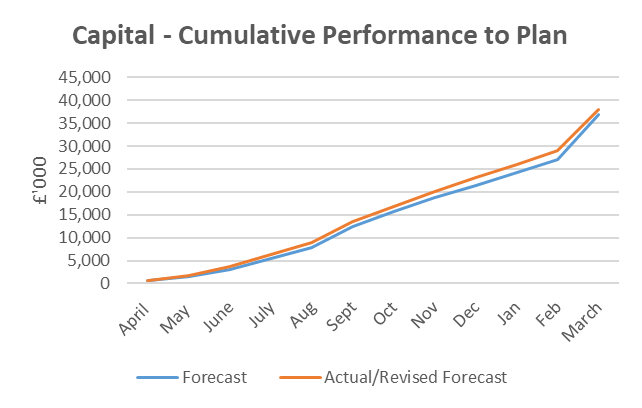 Capital - Cumulative Performance to Plan
45,000
40,000
35,000
30,000
25,000
20,000
15,000
10,000
5,000
0
£'000
April
May
June
July
Aug
Sept
Oct
Nov
Dec
Jan
Feb
March
Forecast
Actual/Revised Forecast